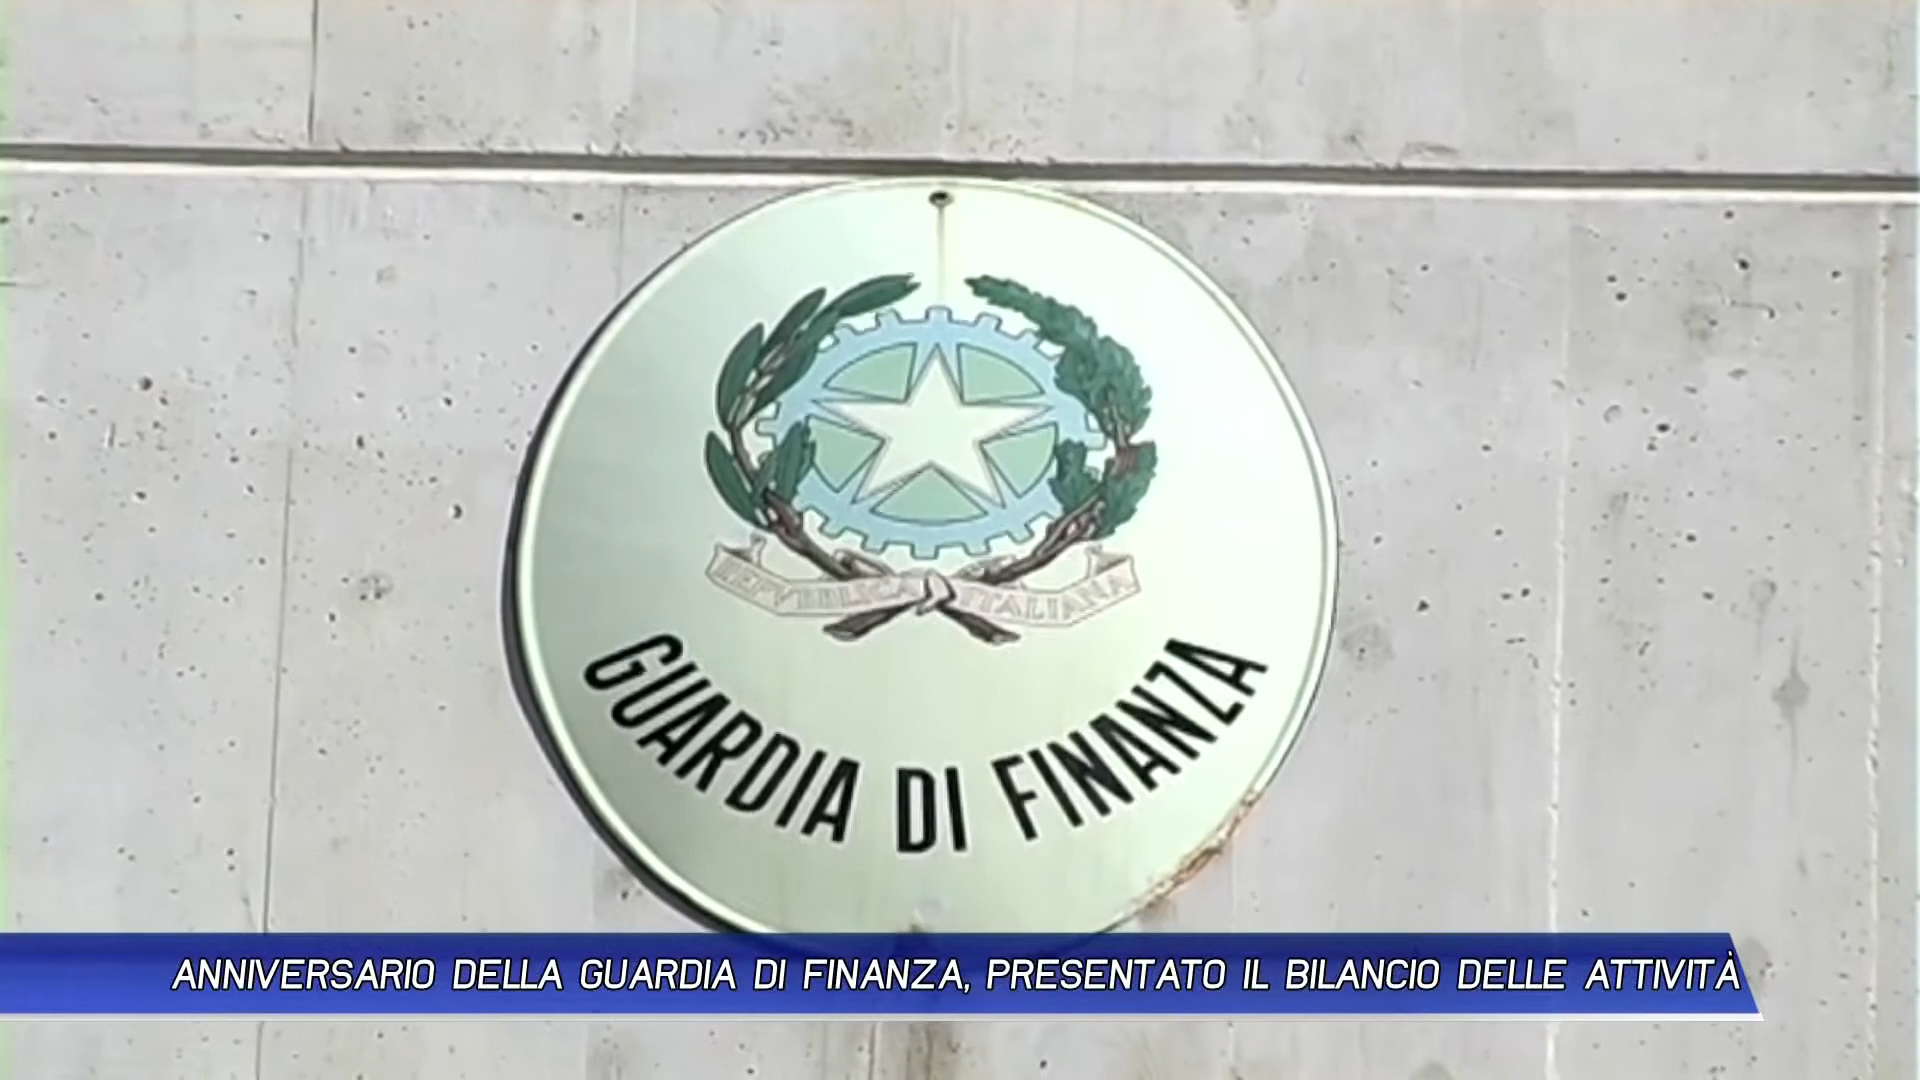 REPVBBLICA ITALIANA
GUARDIA DI FINANZA
ANNIVERSARIO DELLA GUARDIA DI FINANZA, PRESENTATO IL BILANCIO DELLE ATTIVITÀ